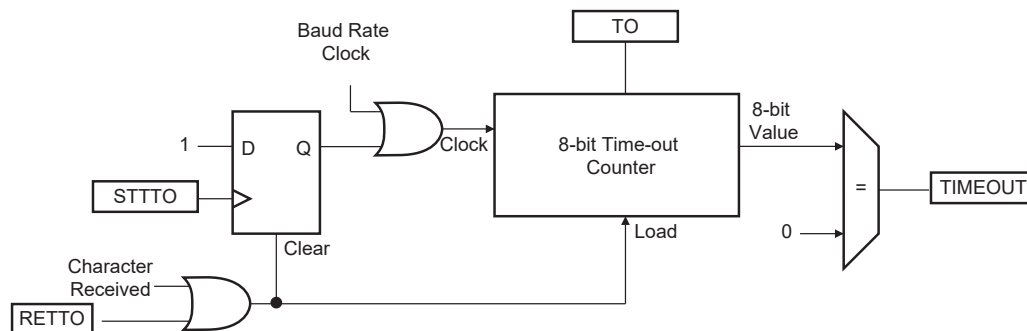 Baud Rate
Clock
TO
1
D
Q
Clock
8-bit Time-out
Counter
8-bit
Value
STTTO
=
TIMEOUT
Clear
Load
0
Character
Received
RETTO